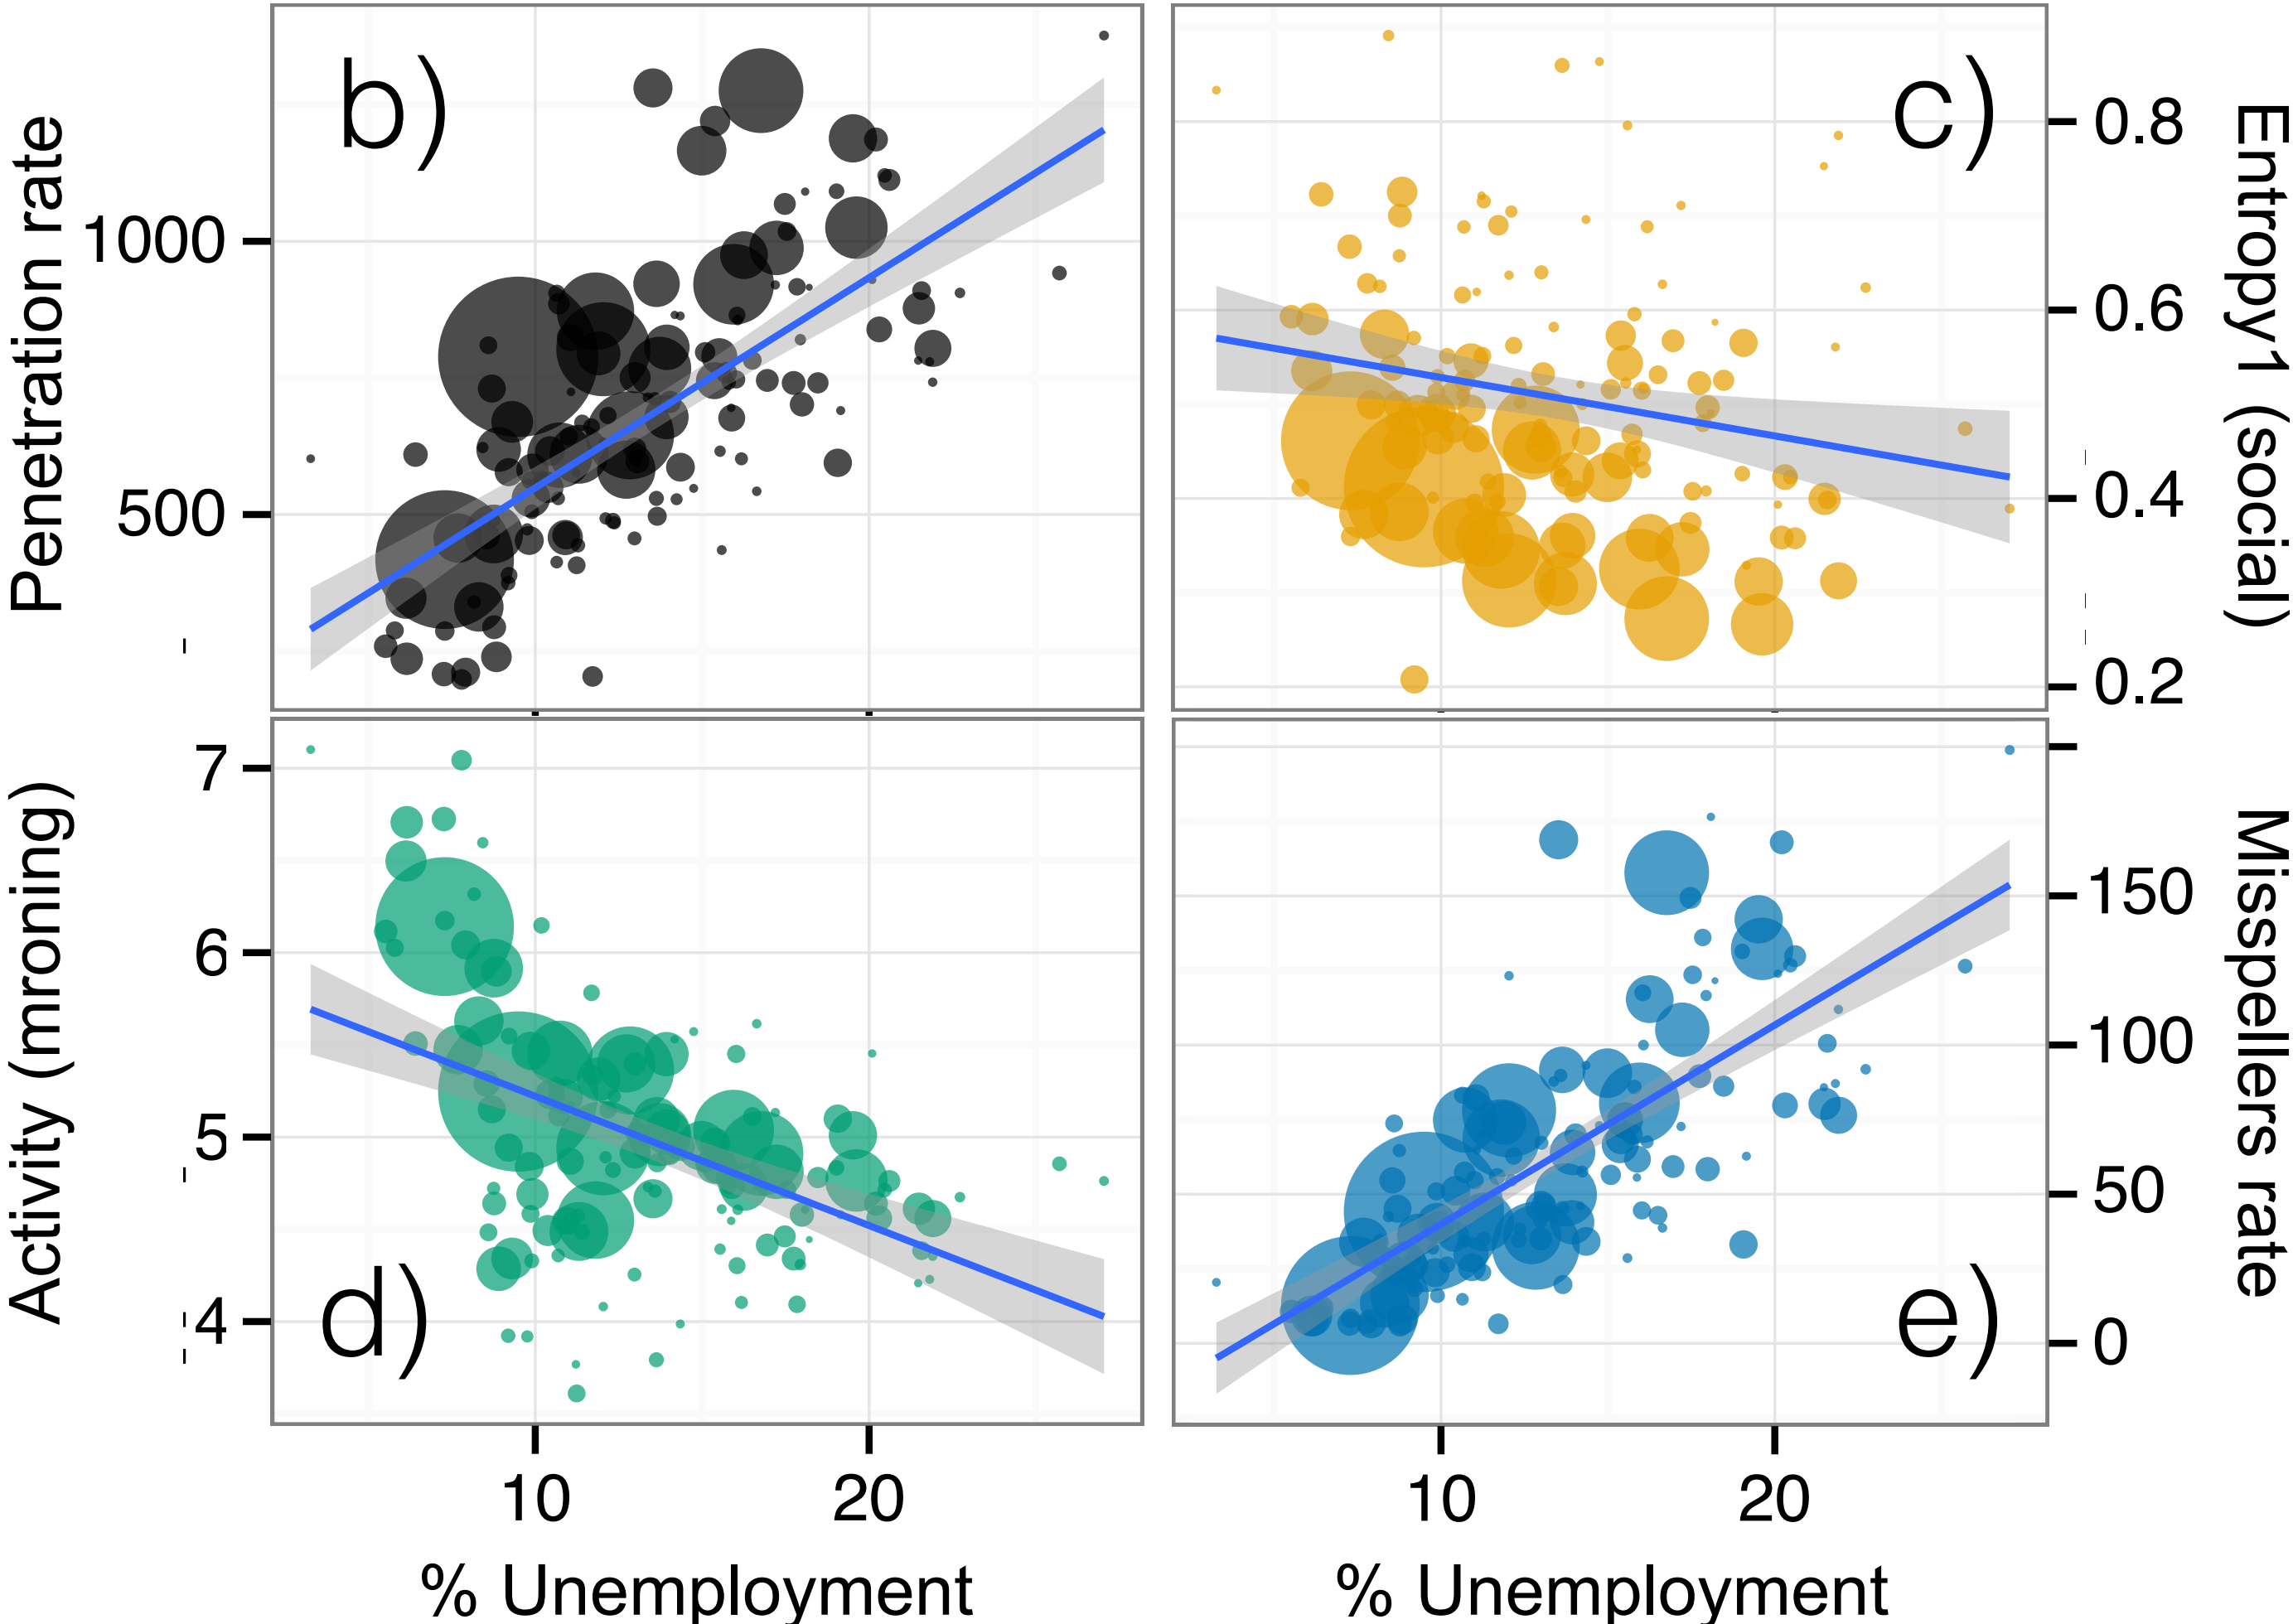 b)
Penetration rate
1000
500
c)
0.8
0.6
0.4
0.2
Entropy1 (social)
d)
Activity (mroning)
7
6
5
4
e)
150
100
50
0
Misspellers rate
10
20
10
20
% Unemployment
% Unemployment